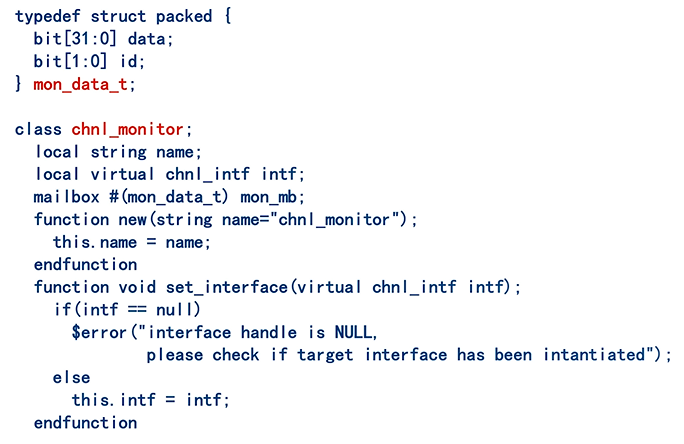 typedef struct packed {
  bit[31:0] data;
  bit[1:0] id;
} mon_data_t;

class chnl_monitor;
  local string name;
  local virtual chnl_intf intf;
  mailbox #(mon_data_t) mon_mb;
  function new(string name="chnl_monitor");
    this.name = name;
  endfunction
  function void set_interface(virtual chnl_intf intf);
    if(intf == null)
      $error("interface handle is NULL,
              please check if target interface has been intantiated");
    else
      this.intf = intf;
  endfunction